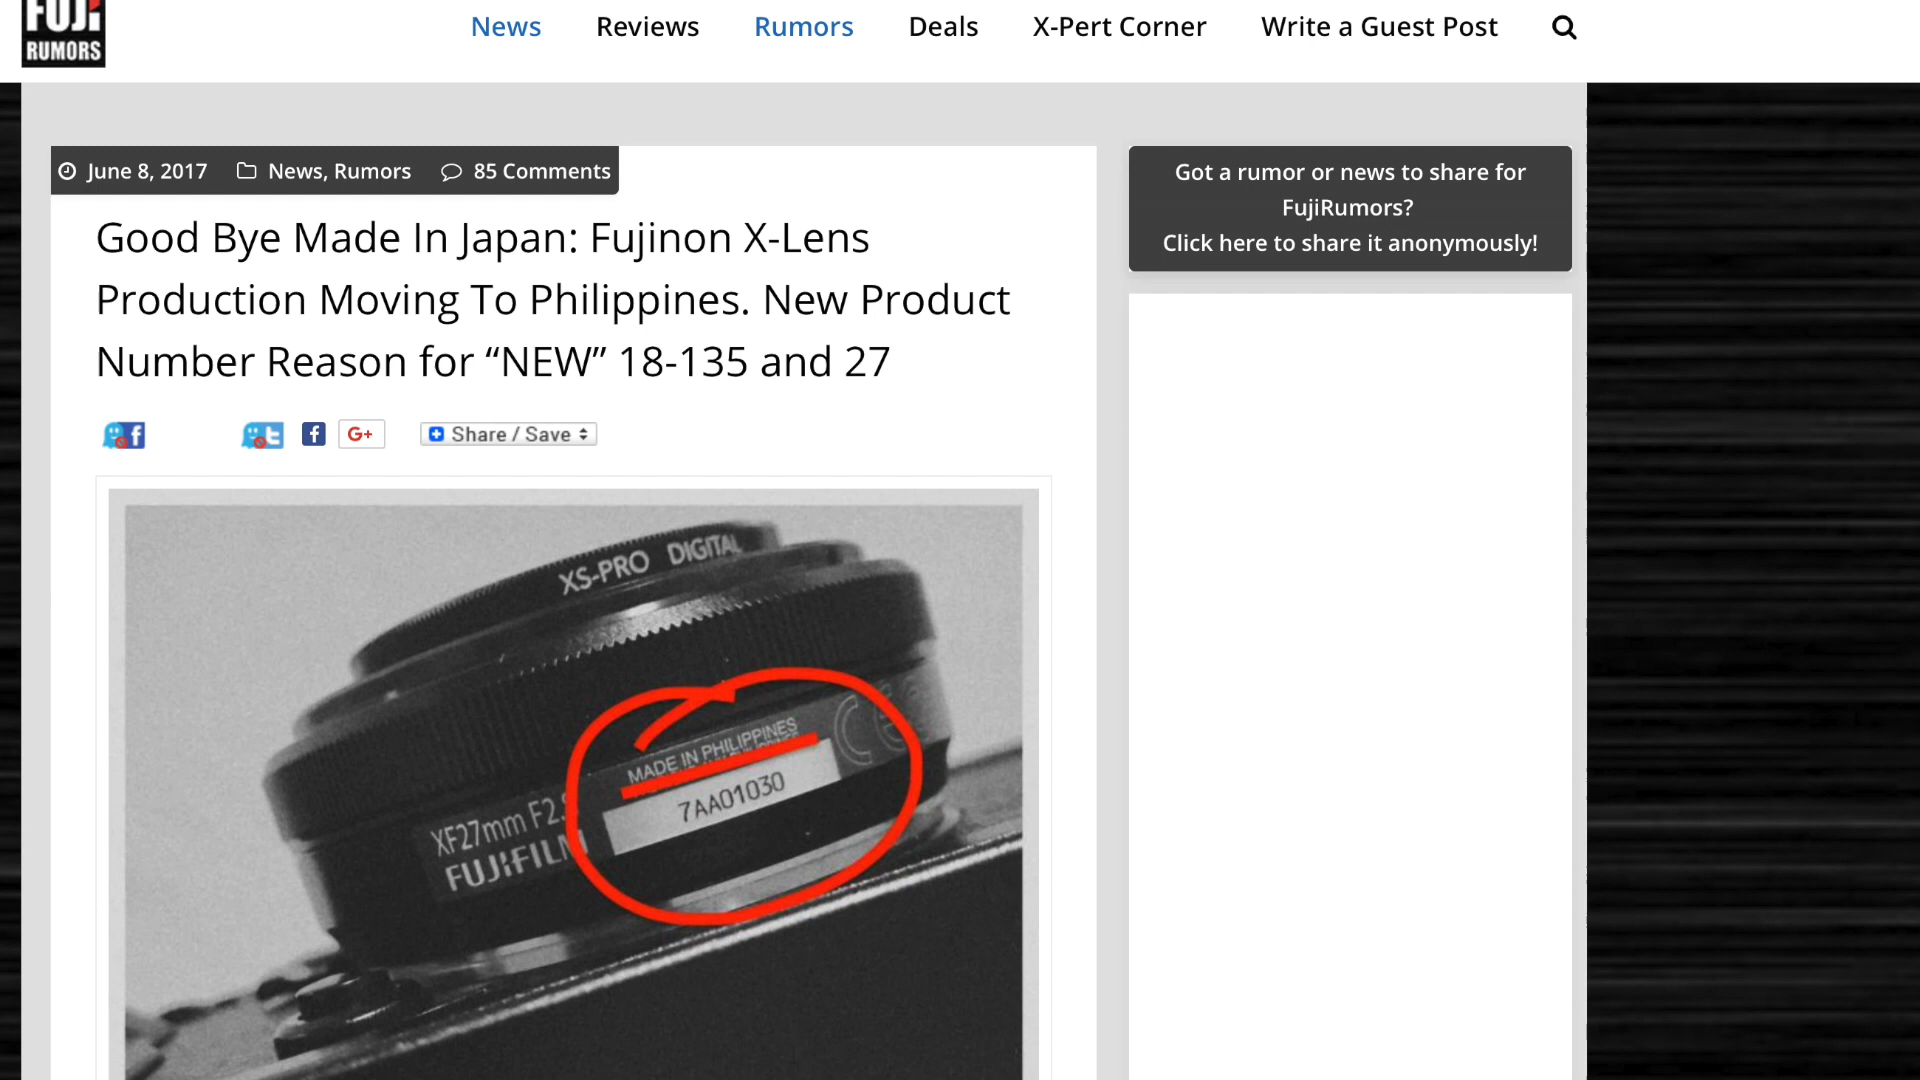 FUJi
RUMORS
News Reviews Rumors Deals X-Pert Corner Write a Guest Post
June 8, 2017 News, Rumors 85 Comments
Good Bye Made In Japan: Fujinon X-Lens
Production Moving To Philippines. New Product
Number Reason for “NEW” 18-135 and 27
f t f G+ Share / Save
Got a rumor or news to share for
FujiRumors?
Click here to share it anonymously!
XS-PRO DIGITAL
MADE IN PHILIPPINES
7AA01030
CE
XF27mm F2.
FUJIFILM